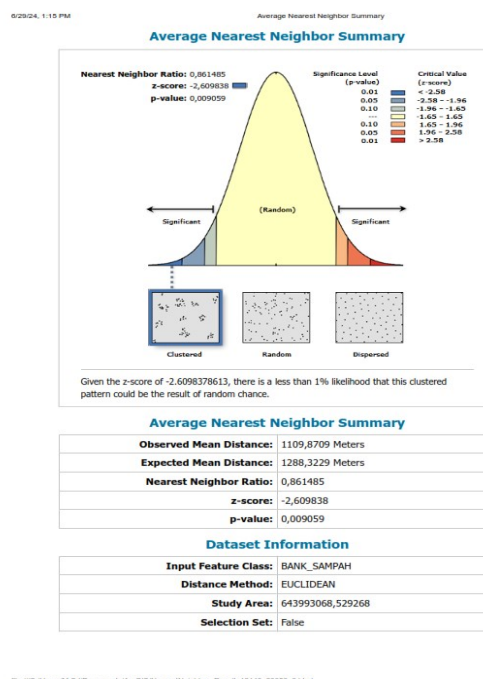 6/29/24, 1:15 PM Average Nearest Neighbor Summary
Average Nearest Neighbor Summary
Nearest Neighbor Ratio: 0,861485
z-score: -2,609838
p-value: 0,009059
Significance Level (p-value) Critical Value (z-score)
0.01 < -2.58
0.05 -2.58 - -1.96
0.10 -1.96 - -1.65
--- -1.65 - 1.65
0.10 1.65 - 1.96
0.05 1.96 - 2.58
0.01 > 2.58
(Random)
Significant Significant
Clustered Random Dispersed
Given the z-score of -2.6098378613, there is a less than 1% likelihood that this clustered
pattern could be the result of random chance.
Average Nearest Neighbor Summary
Observed Mean Distance: 1109,8709 Meters
Expected Mean Distance: 1288,3229 Meters
Nearest Neighbor Ratio: 0,861485
z-score: -2,609838
p-value: 0,009059
Dataset Information
Input Feature Class: BANK_SAMPAH
Distance Method: EUCLIDEAN
Study Area: 643993068,529268
Selection Set: False